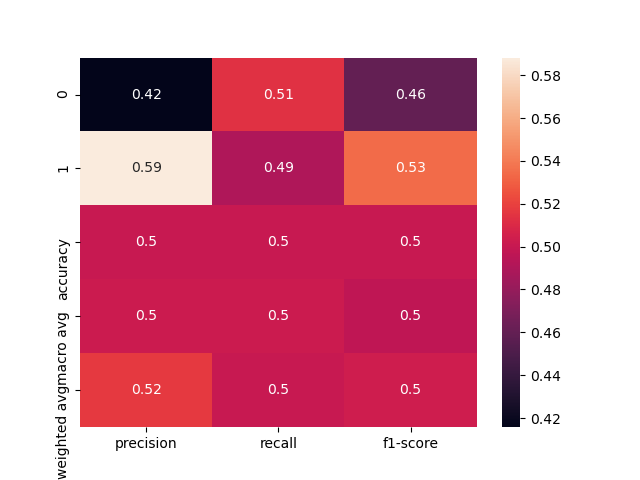 0 0.42 0.51 0.46
1 0.59 0.49 0.53
accuracy 0.5 0.5 0.5
macro avg 0.5 0.5 0.5
weighted avg 0.52 0.5 0.5
precision recall f1-score
0.58
0.56
0.54
0.52
0.50
0.48
0.46
0.44
0.42